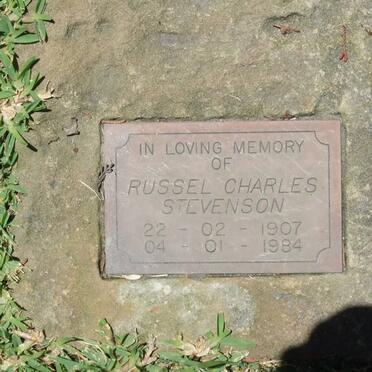 IN LOVING MEMORY
OF
RUSSEL CHARLES
STEVENSON
22 - 02 - 1907
04 - 01 - 1984